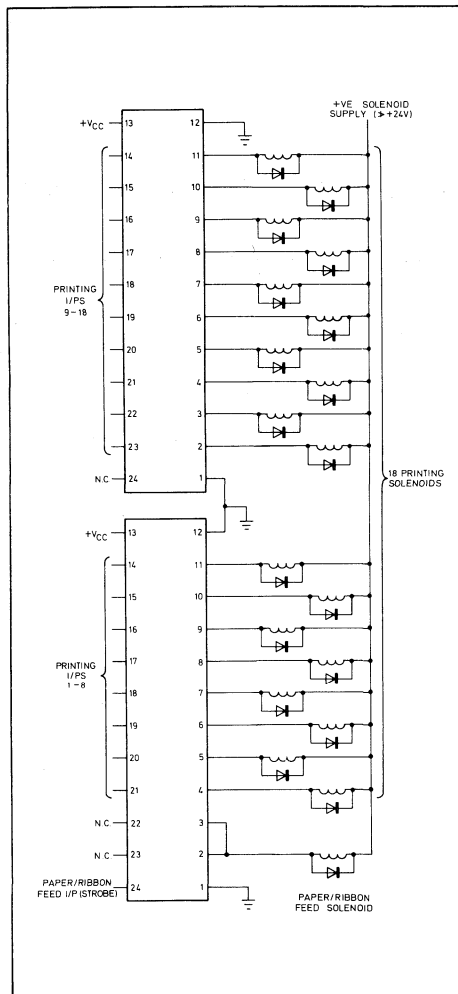 +VE SOLENOID
SUPPLY (≥+24V)
+VCC 13 12
14 11
15 10
16 9
17 8
PRINTING
I/PS
9-18
18 7
19 6
20 5
21 4
22 3
23 2
N.C. 24 1
18 PRINTING
SOLENOIDS
+VCC 13 12
14 11
15 10
16 9
17 8
PRINTING
I/PS
1-8
18 7
19 6
20 5
21 4
N.C. 22 3
N.C. 23 2
PAPER/RIBBON
FEED I/P (STROBE)
24 1
PAPER/RIBBON
FEED SOLENOID